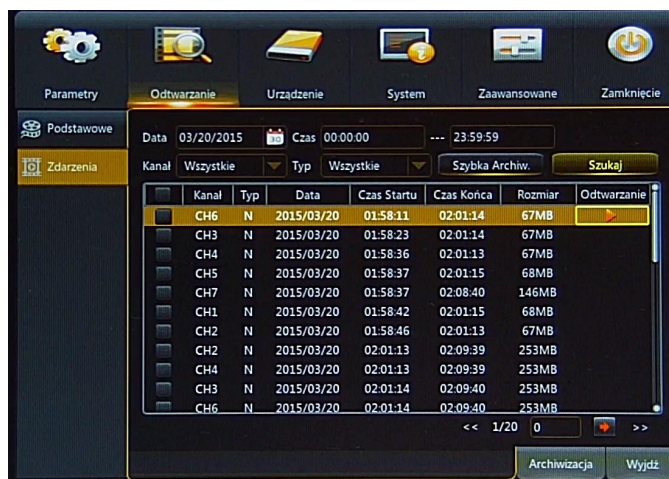 Parametry Odtwarzanie Urządzenie System Zaawansowane Zamknięcie
Podstawowe
Zdarzenia
Data 03/20/2015 30 Czas 00:00:00 --- 23:59:59
Kanał Wszystkie Typ Wszystkie Szybka Archiw. Szukaj
Kanał Typ Data Czas Startu Czas Końca Rozmiar Odtwarzanie
CH6 N 2015/03/20 01:58:11 02:01:14 67MB
CH3 N 2015/03/20 01:58:23 02:01:14 67MB
CH4 N 2015/03/20 01:58:36 02:01:13 67MB
CH5 N 2015/03/20 01:58:37 02:01:15 68MB
CH7 N 2015/03/20 01:58:37 02:08:40 146MB
CH1 N 2015/03/20 01:58:42 02:01:15 68MB
CH2 N 2015/03/20 01:58:46 02:01:13 67MB
CH2 N 2015/03/20 02:01:13 02:09:39 253MB
CH4 N 2015/03/20 02:01:13 02:09:39 253MB
CH3 N 2015/03/20 02:01:14 02:09:40 253MB
CH6 N 2015/03/20 02:01:14 02:09:40 253MB
<< 1/20 0 >>
Archiwizacja Wyjdź